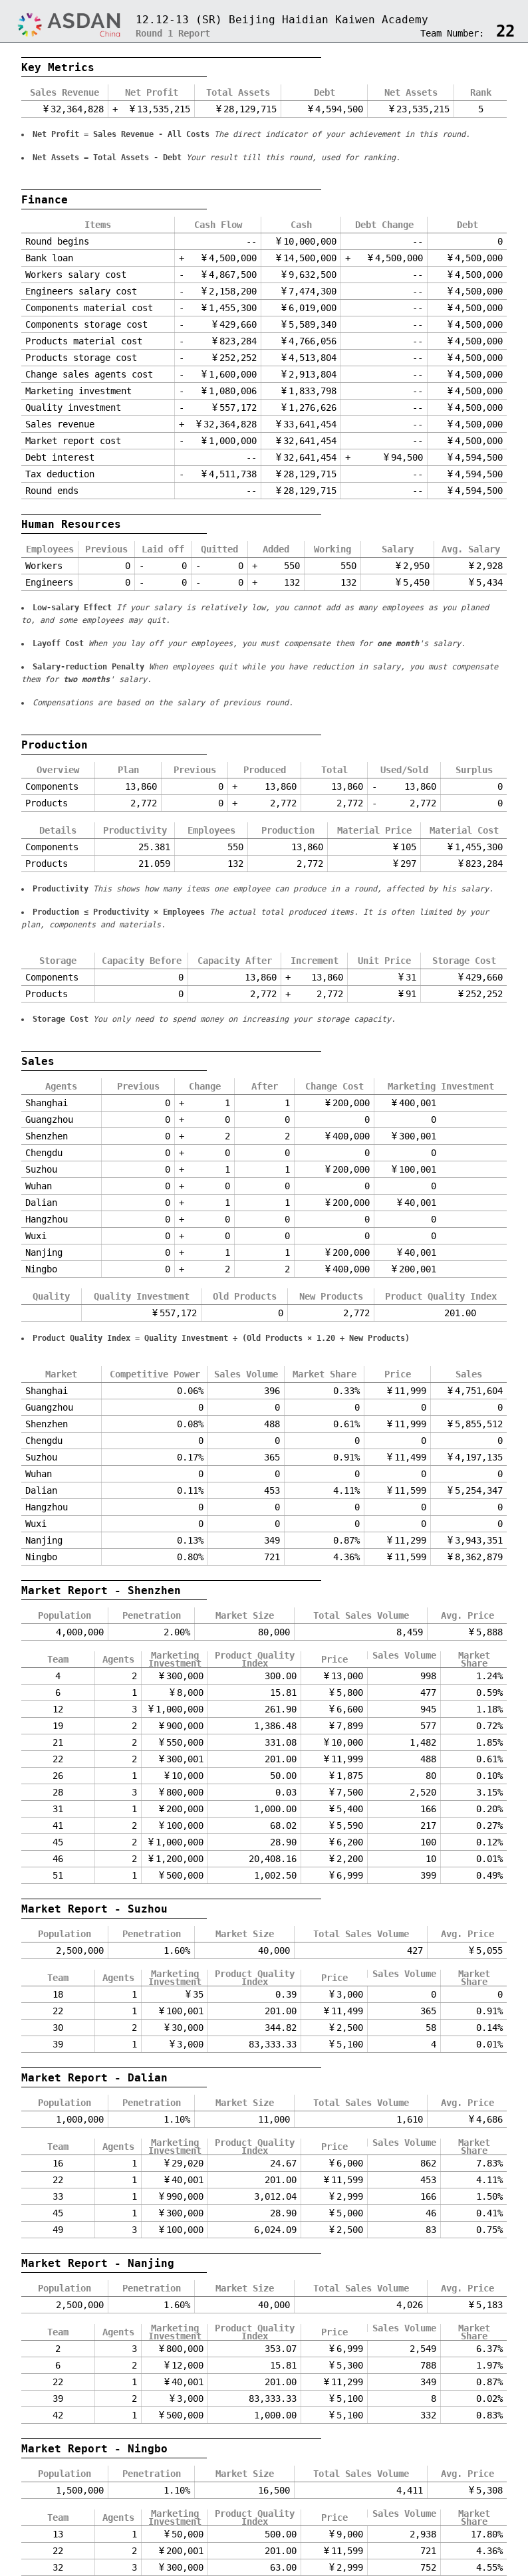 ASDAN
China
12.12-13 (SR) Beijing Haidian Kaiwen Academy
Round 1 Report
Team Number: 22
Key Metrics
Sales Revenue Net Profit Total Assets Debt Net Assets Rank
¥32,364,828 + ¥13,535,215 ¥28,129,715 ¥4,594,500 ¥23,535,215 5
• Net Profit = Sales Revenue - All Costs The direct indicator of your achievement in this round.
• Net Assets = Total Assets - Debt Your result till this round, used for ranking.
Finance
Items Cash Flow Cash Debt Change Debt
Round begins -- ¥10,000,000 -- 0
Bank loan + ¥4,500,000 ¥14,500,000 + ¥4,500,000 ¥4,500,000
Workers salary cost - ¥4,867,500 ¥9,632,500 -- ¥4,500,000
Engineers salary cost - ¥2,158,200 ¥7,474,300 -- ¥4,500,000
Components material cost - ¥1,455,300 ¥6,019,000 -- ¥4,500,000
Components storage cost - ¥429,660 ¥5,589,340 -- ¥4,500,000
Products material cost - ¥823,284 ¥4,766,056 -- ¥4,500,000
Products storage cost - ¥252,252 ¥4,513,804 -- ¥4,500,000
Change sales agents cost - ¥1,600,000 ¥2,913,804 -- ¥4,500,000
Marketing investment - ¥1,080,006 ¥1,833,798 -- ¥4,500,000
Quality investment - ¥557,172 ¥1,276,626 -- ¥4,500,000
Sales revenue + ¥32,364,828 ¥33,641,454 -- ¥4,500,000
Market report cost - ¥1,000,000 ¥32,641,454 -- ¥4,500,000
Debt interest -- ¥32,641,454 + ¥94,500 ¥4,594,500
Tax deduction - ¥4,511,738 ¥28,129,715 -- ¥4,594,500
Round ends -- ¥28,129,715 -- ¥4,594,500
Human Resources
Employees Previous Laid off Quitted Added Working Salary Avg. Salary
Workers 0 - 0 - 0 + 550 550 ¥2,950 ¥2,928
Engineers 0 - 0 - 0 + 132 132 ¥5,450 ¥5,434
• Low-salary Effect If your salary is relatively low, you cannot add as many employees as you planed
to, and some employees may quit.
• Layoff Cost When you lay off your employees, you must compensate them for one month's salary.
• Salary-reduction Penalty When employees quit while you have reduction in salary, you must compensate
them for two months' salary.
• Compensations are based on the salary of previous round.
Production
Overview Plan Previous Produced Total Used/Sold Surplus
Components 13,860 0 + 13,860 13,860 - 13,860 0
Products 2,772 0 + 2,772 2,772 - 2,772 0
Details Productivity Employees Production Material Price Material Cost
Components 25.381 550 13,860 ¥105 ¥1,455,300
Products 21.059 132 2,772 ¥297 ¥823,284
• Productivity This shows how many items one employee can produce in a round, affected by his salary.
• Production ≤ Productivity × Employees The actual total produced items. It is often limited by your
plan, components and materials.
Storage Capacity Before Capacity After Increment Unit Price Storage Cost
Components 0 13,860 + 13,860 ¥31 ¥429,660
Products 0 2,772 + 2,772 ¥91 ¥252,252
• Storage Cost You only need to spend money on increasing your storage capacity.
Sales
Agents Previous Change After Change Cost Marketing Investment
Shanghai 0 + 1 1 ¥200,000 ¥400,001
Guangzhou 0 + 0 0 0 0
Shenzhen 0 + 2 2 ¥400,000 ¥300,001
Chengdu 0 + 0 0 0 0
Suzhou 0 + 1 1 ¥200,000 ¥100,001
Wuhan 0 + 0 0 0 0
Dalian 0 + 1 1 ¥200,000 ¥40,001
Hangzhou 0 + 0 0 0 0
Wuxi 0 + 0 0 0 0
Nanjing 0 + 1 1 ¥200,000 ¥40,001
Ningbo 0 + 2 2 ¥400,000 ¥200,001
Quality Quality Investment Old Products New Products Product Quality Index
¥557,172 0 2,772 201.00
• Product Quality Index = Quality Investment ÷ (Old Products × 1.20 + New Products)
Market Competitive Power Sales Volume Market Share Price Sales
Shanghai 0.06% 396 0.33% ¥11,999 ¥4,751,604
Guangzhou 0 0 0 0 0
Shenzhen 0.08% 488 0.61% ¥11,999 ¥5,855,512
Chengdu 0 0 0 0 0
Suzhou 0.17% 365 0.91% ¥11,499 ¥4,197,135
Wuhan 0 0 0 0 0
Dalian 0.11% 453 4.11% ¥11,599 ¥5,254,347
Hangzhou 0 0 0 0 0
Wuxi 0 0 0 0 0
Nanjing 0.13% 349 0.87% ¥11,299 ¥3,943,351
Ningbo 0.80% 721 4.36% ¥11,599 ¥8,362,879
Market Report - Shenzhen
Population Penetration Market Size Total Sales Volume Avg. Price
4,000,000 2.00% 80,000 8,459 ¥5,888
Team Agents Marketing Investment Product Quality Index Price Sales Volume Market Share
4 2 ¥300,000 300.00 ¥13,000 998 1.24%
6 1 ¥8,000 15.81 ¥5,800 477 0.59%
12 3 ¥1,000,000 261.90 ¥6,600 945 1.18%
19 2 ¥900,000 1,386.48 ¥7,899 577 0.72%
21 2 ¥550,000 331.08 ¥10,000 1,482 1.85%
22 2 ¥300,001 201.00 ¥11,999 488 0.61%
26 1 ¥10,000 50.00 ¥1,875 80 0.10%
28 3 ¥800,000 0.03 ¥7,500 2,520 3.15%
31 1 ¥200,000 1,000.00 ¥5,400 166 0.20%
41 2 ¥100,000 68.02 ¥5,590 217 0.27%
45 2 ¥1,000,000 28.90 ¥6,200 100 0.12%
46 2 ¥1,200,000 20,408.16 ¥2,200 10 0.01%
51 1 ¥500,000 1,002.50 ¥6,999 399 0.49%
Market Report - Suzhou
Population Penetration Market Size Total Sales Volume Avg. Price
2,500,000 1.60% 40,000 427 ¥5,055
Team Agents Marketing Investment Product Quality Index Price Sales Volume Market Share
18 1 ¥35 0.39 ¥3,000 0 0
22 1 ¥100,001 201.00 ¥11,499 365 0.91%
30 2 ¥30,000 344.82 ¥2,500 58 0.14%
39 1 ¥3,000 83,333.33 ¥5,100 4 0.01%
Market Report - Dalian
Population Penetration Market Size Total Sales Volume Avg. Price
1,000,000 1.10% 11,000 1,610 ¥4,686
Team Agents Marketing Investment Product Quality Index Price Sales Volume Market Share
16 1 ¥29,020 24.67 ¥6,000 862 7.83%
22 1 ¥40,001 201.00 ¥11,599 453 4.11%
33 1 ¥990,000 3,012.04 ¥2,999 166 1.50%
45 1 ¥300,000 28.90 ¥5,000 46 0.41%
49 3 ¥100,000 6,024.09 ¥2,500 83 0.75%
Market Report - Nanjing
Population Penetration Market Size Total Sales Volume Avg. Price
2,500,000 1.60% 40,000 4,026 ¥5,183
Team Agents Marketing Investment Product Quality Index Price Sales Volume Market Share
2 3 ¥800,000 353.07 ¥6,999 2,549 6.37%
6 2 ¥12,000 15.81 ¥5,300 788 1.97%
22 1 ¥40,001 201.00 ¥11,299 349 0.87%
39 2 ¥3,000 83,333.33 ¥5,100 8 0.02%
42 1 ¥500,000 1,000.00 ¥5,100 332 0.83%
Market Report - Ningbo
Population Penetration Market Size Total Sales Volume Avg. Price
1,500,000 1.10% 16,500 4,411 ¥5,308
Team Agents Marketing Investment Product Quality Index Price Sales Volume Market Share
13 1 ¥50,000 500.00 ¥9,000 2,938 17.80%
22 2 ¥200,001 201.00 ¥11,599 721 4.36%
32 3 ¥300,000 63.00 ¥2,999 752 4.55%